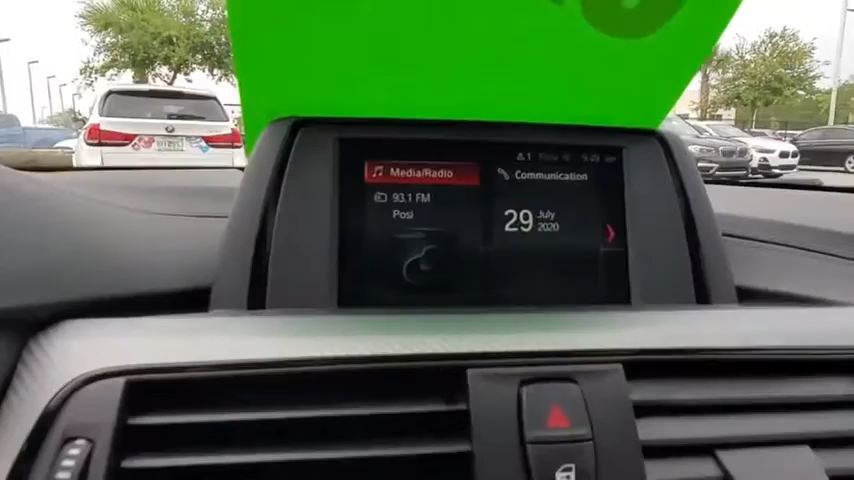 Media/Radio
Communication
93.1 FM
Posi
29 July
2020